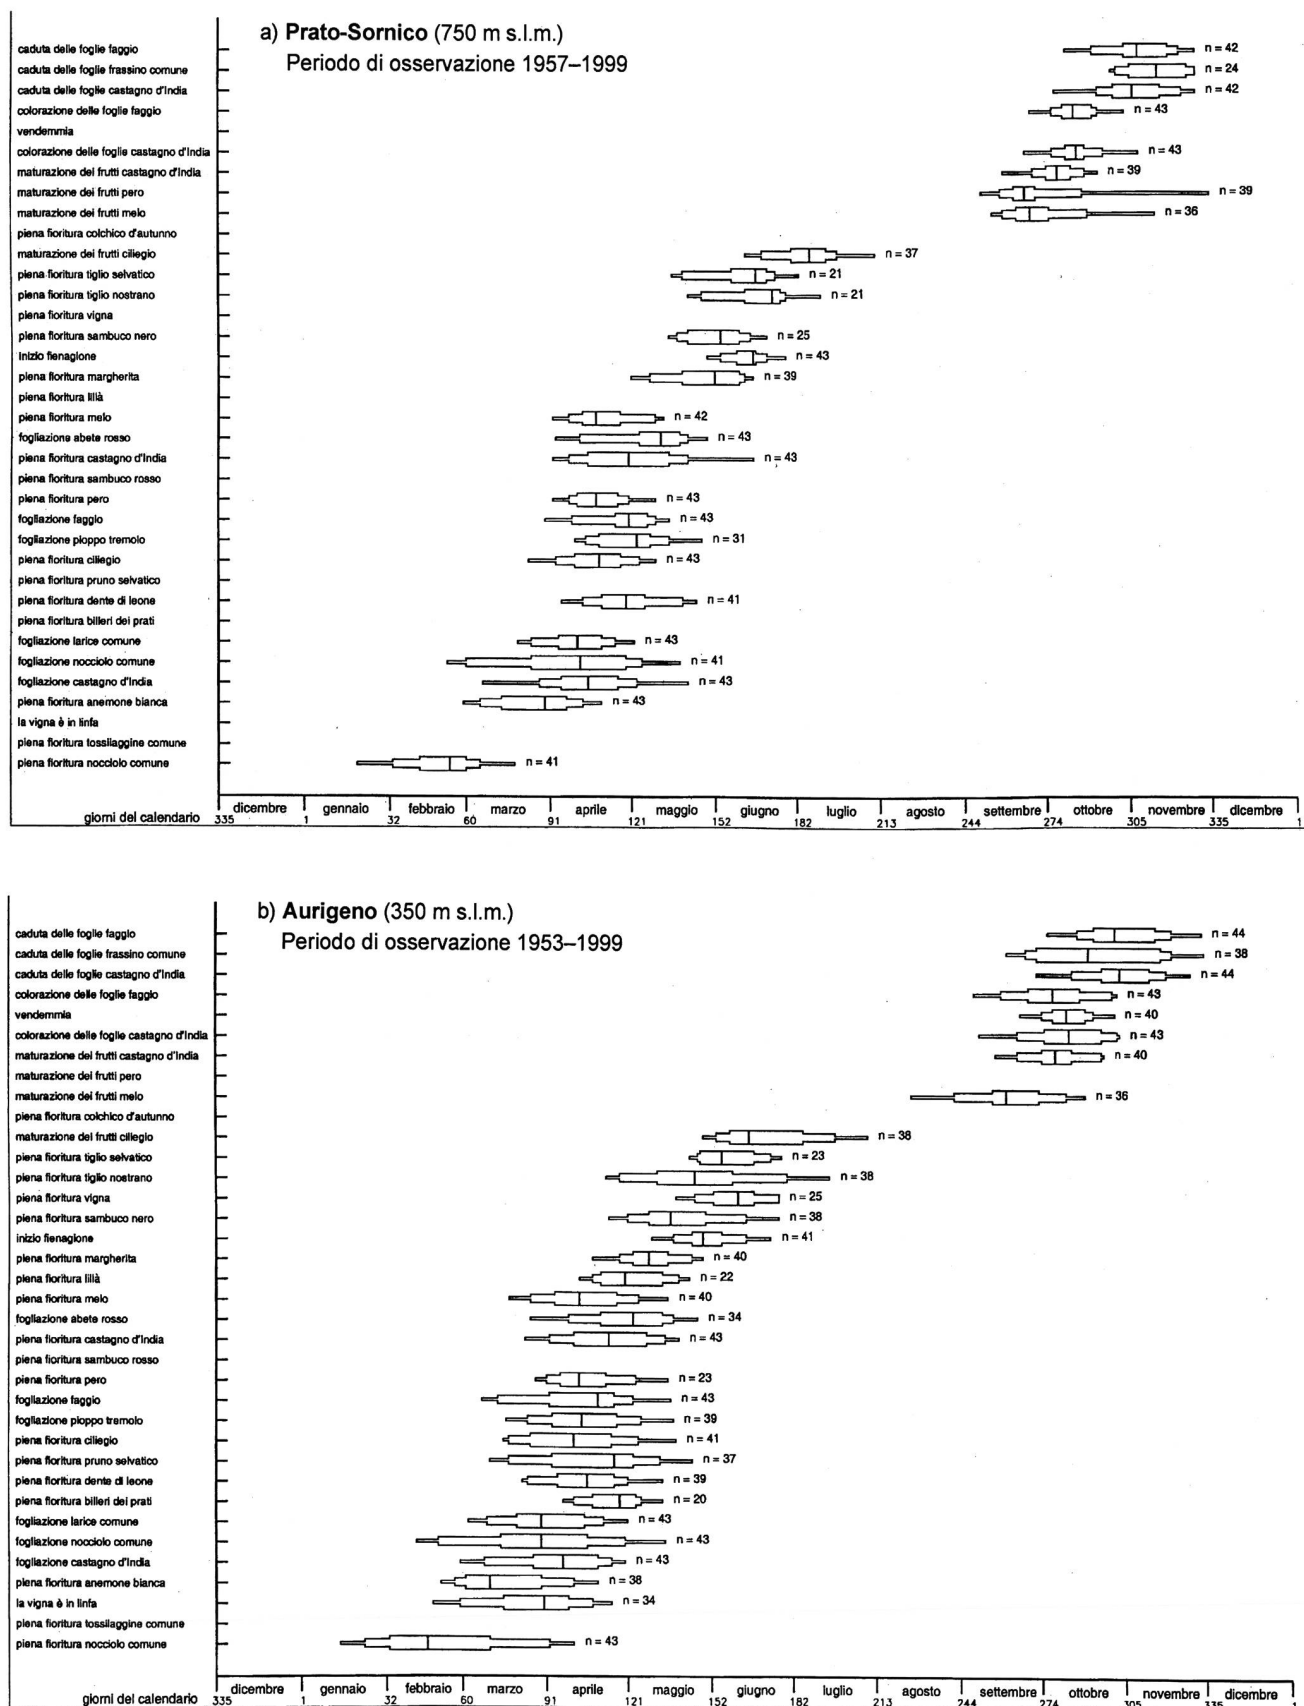 a) Prato-Sornico (750 m s.l.m.)
Periodo di osservazione 1957–1999
caduta delle foglie faggio n = 42
caduta delle foglie frassino comune n = 24
caduta delle foglie castagno d'India n = 42
colorazione delle foglie faggio n = 43
vendemmia
colorazione delle foglie castagno d'India n = 43
maturazione dei frutti castagno d'India n = 39
maturazione dei frutti pero n = 39
maturazione dei frutti melo n = 36
piena fioritura colchico d'autunno
maturazione dei frutti ciliegio n = 37
piena fioritura tiglio selvatico n = 21
piena fioritura tiglio nostrano n = 21
piena fioritura vigna
piena fioritura sambuco nero n = 25
inizio fienagione n = 43
piena fioritura margherita n = 39
piena fioritura lillà
piena fioritura melo n = 42
fogliazione abete rosso n = 43
piena fioritura castagno d'India n = 43
piena fioritura sambuco rosso
piena fioritura pero n = 43
fogliazione faggio n = 43
fogliazione pioppo tremolo n = 31
piena fioritura ciliegio n = 43
piena fioritura pruno selvatico
piena fioritura dente di leone n = 41
piena fioritura billeri dei prati
fogliazione larice comune n = 43
fogliazione nocciolo comune n = 41
fogliazione castagno d'India n = 43
piena fioritura anemone bianca n = 43
la vigna è in linfa
piena fioritura tossilaggine comune
piena fioritura nocciolo comune n = 41
dicembre gennaio febbraio marzo aprile maggio giugno luglio agosto settembre ottobre novembre dicembre
giorni del calendario 335 1 32 60 91 121 152 182 213 244 274 305 335 1
b) Aurigeno (350 m s.l.m.)
Periodo di osservazione 1953–1999
caduta delle foglie faggio n = 44
caduta delle foglie frassino comune n = 38
caduta delle foglie castagno d'India n = 44
colorazione delle foglie faggio n = 43
vendemmia n = 40
colorazione delle foglie castagno d'India n = 43
maturazione dei frutti castagno d'India n = 40
maturazione dei frutti pero
maturazione dei frutti melo n = 36
piena fioritura colchico d'autunno
maturazione dei frutti ciliegio n = 38
piena fioritura tiglio selvatico n = 23
piena fioritura tiglio nostrano n = 38
piena fioritura vigna n = 25
piena fioritura sambuco nero n = 38
inizio fienagione n = 41
piena fioritura margherita n = 40
piena fioritura lillà n = 22
piena fioritura melo n = 40
fogliazione abete rosso n = 34
piena fioritura castagno d'India n = 43
piena fioritura sambuco rosso
piena fioritura pero n = 23
fogliazione faggio n = 43
fogliazione pioppo tremolo n = 39
piena fioritura ciliegio n = 41
piena fioritura pruno selvatico n = 37
piena fioritura dente di leone n = 39
piena fioritura billeri dei prati n = 20
fogliazione larice comune n = 43
fogliazione nocciolo comune n = 43
fogliazione castagno d'India n = 43
piena fioritura anemone bianca n = 38
la vigna è in linfa n = 34
piena fioritura tossilaggine comune
piena fioritura nocciolo comune n = 43
dicembre gennaio febbraio marzo aprile maggio giugno luglio agosto settembre ottobre novembre dicembre
giorni del calendario 335 1 32 60 91 121 152 182 213 244 274 305 335 1